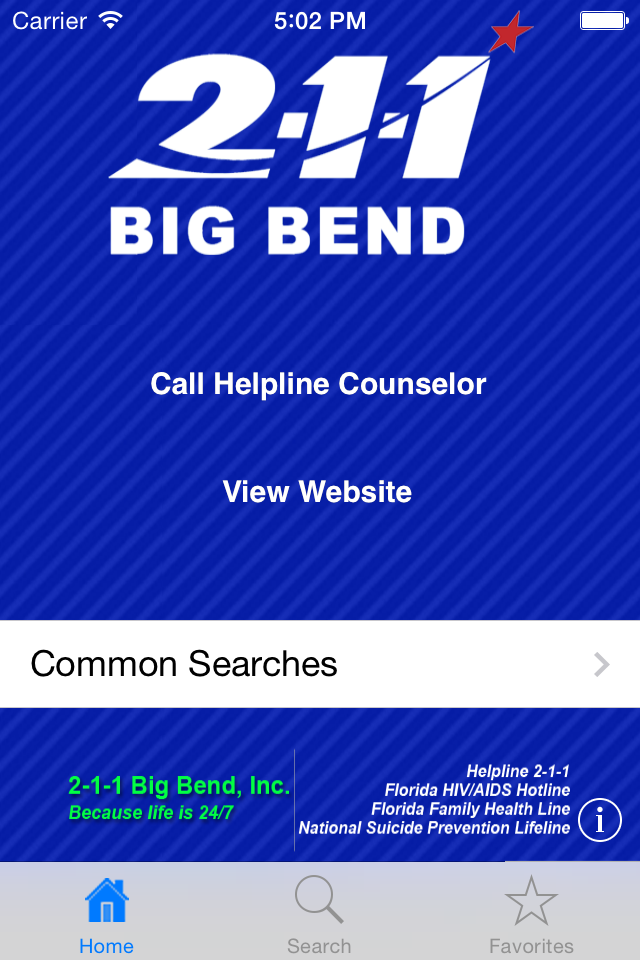 Carrier 5:02 PM
2-1-1
BIG BEND
Call Helpline Counselor
View Website
Common Searches
2-1-1 Big Bend, Inc.
Because life is 24/7
Helpline 2-1-1
Florida HIV/AIDS Hotline
Florida Family Health Line
National Suicide Prevention Lifeline
i
Home Search Favorites